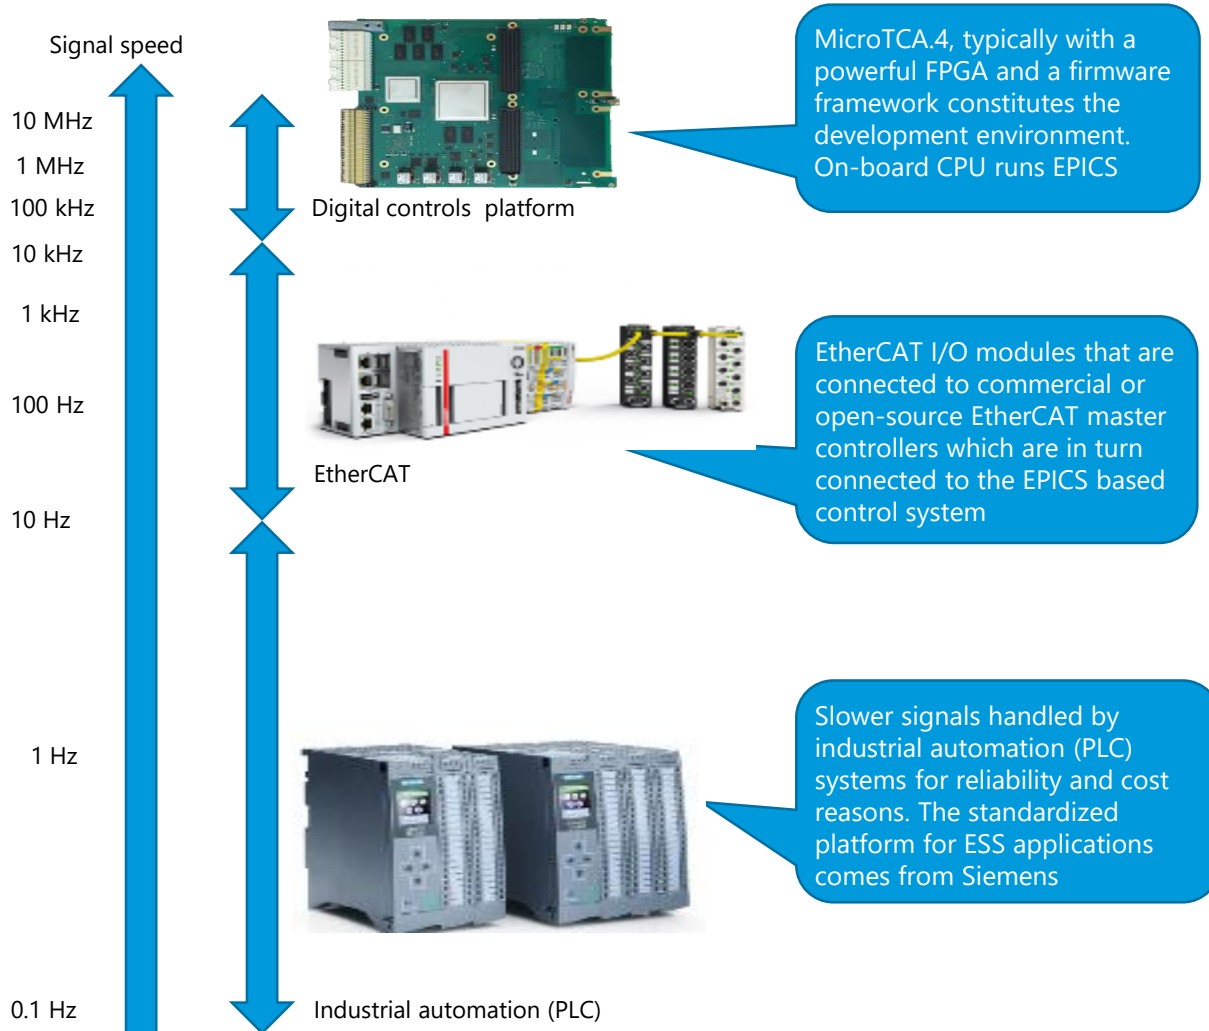 Signal speed
10 MHz
1 MHz
100 kHz
10 kHz
1 kHz
100 Hz
10 Hz
1 Hz
0.1 Hz
Digital controls platform
MicroTCA.4, typically with a
powerful FPGA and a firmware
framework constitutes the
development environment.
On-board CPU runs EPICS
EtherCAT
EtherCAT I/O modules that are
connected to commercial or
open-source EtherCAT master
controllers which are in turn
connected to the EPICS based
control system
Slower signals handled by
industrial automation (PLC)
systems for reliability and cost
reasons. The standardized
platform for ESS applications
comes from Siemens
Industrial automation (PLC)